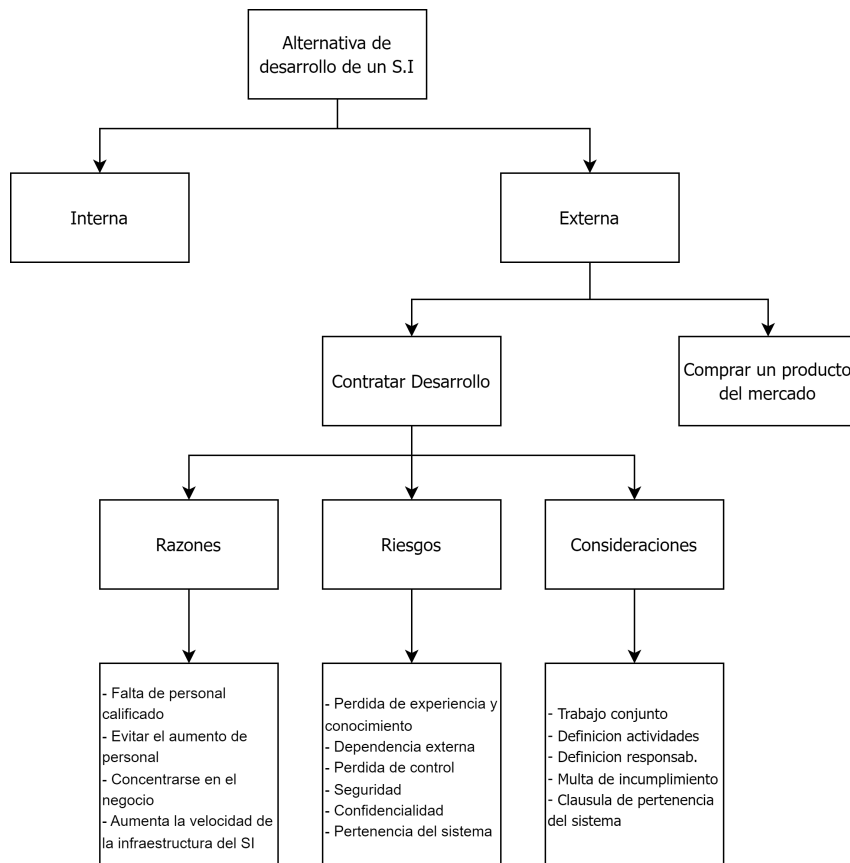 Alternativa de
desarrollo de un S.I
Interna
Externa
Contratar Desarrollo
Comprar un producto
del mercado
Razones
Riesgos
Consideraciones
- Falta de personal
calificado
- Evitar el aumento de
personal
- Concentrarse en el
negocio
- Aumenta la velocidad de
la infraestructura del SI
- Perdida de experiencia y
conocimiento
- Dependencia externa
- Perdida de control
- Seguridad
- Confidencialidad
- Pertenencia del sistema
- Trabajo conjunto
- Definicion actividades
- Definicion responsab.
- Multa de incumplimiento
- Clausula de pertenencia
del sistema